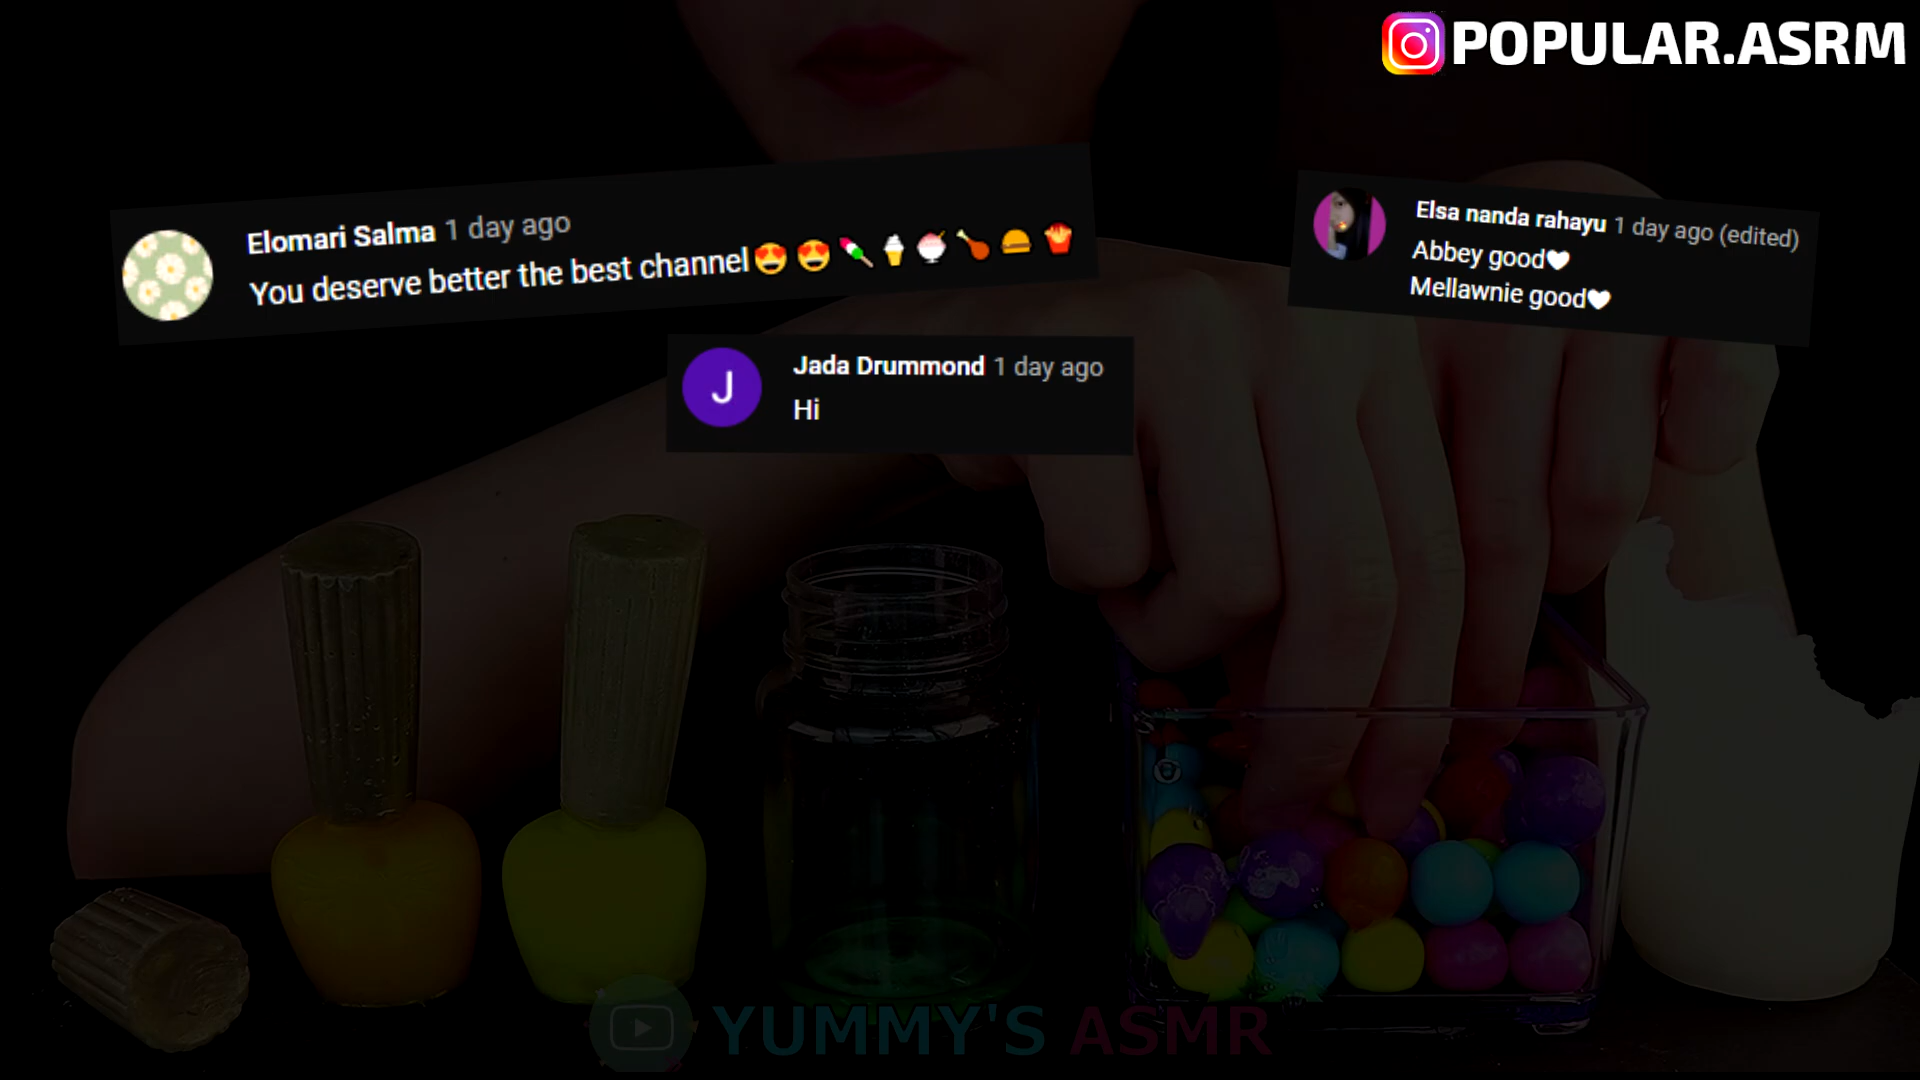 POPULAR.ASRM
Elomari Salma 1 day ago
You deserve better the best channel😍😍🍡🍦🍨🍗🍔🍟
Elsa nanda rahayu 1 day ago (edited)
Abbey good🤍
Mellawnie good🤍
J
Jada Drummond 1 day ago
Hi
YUMMY'S ASMR